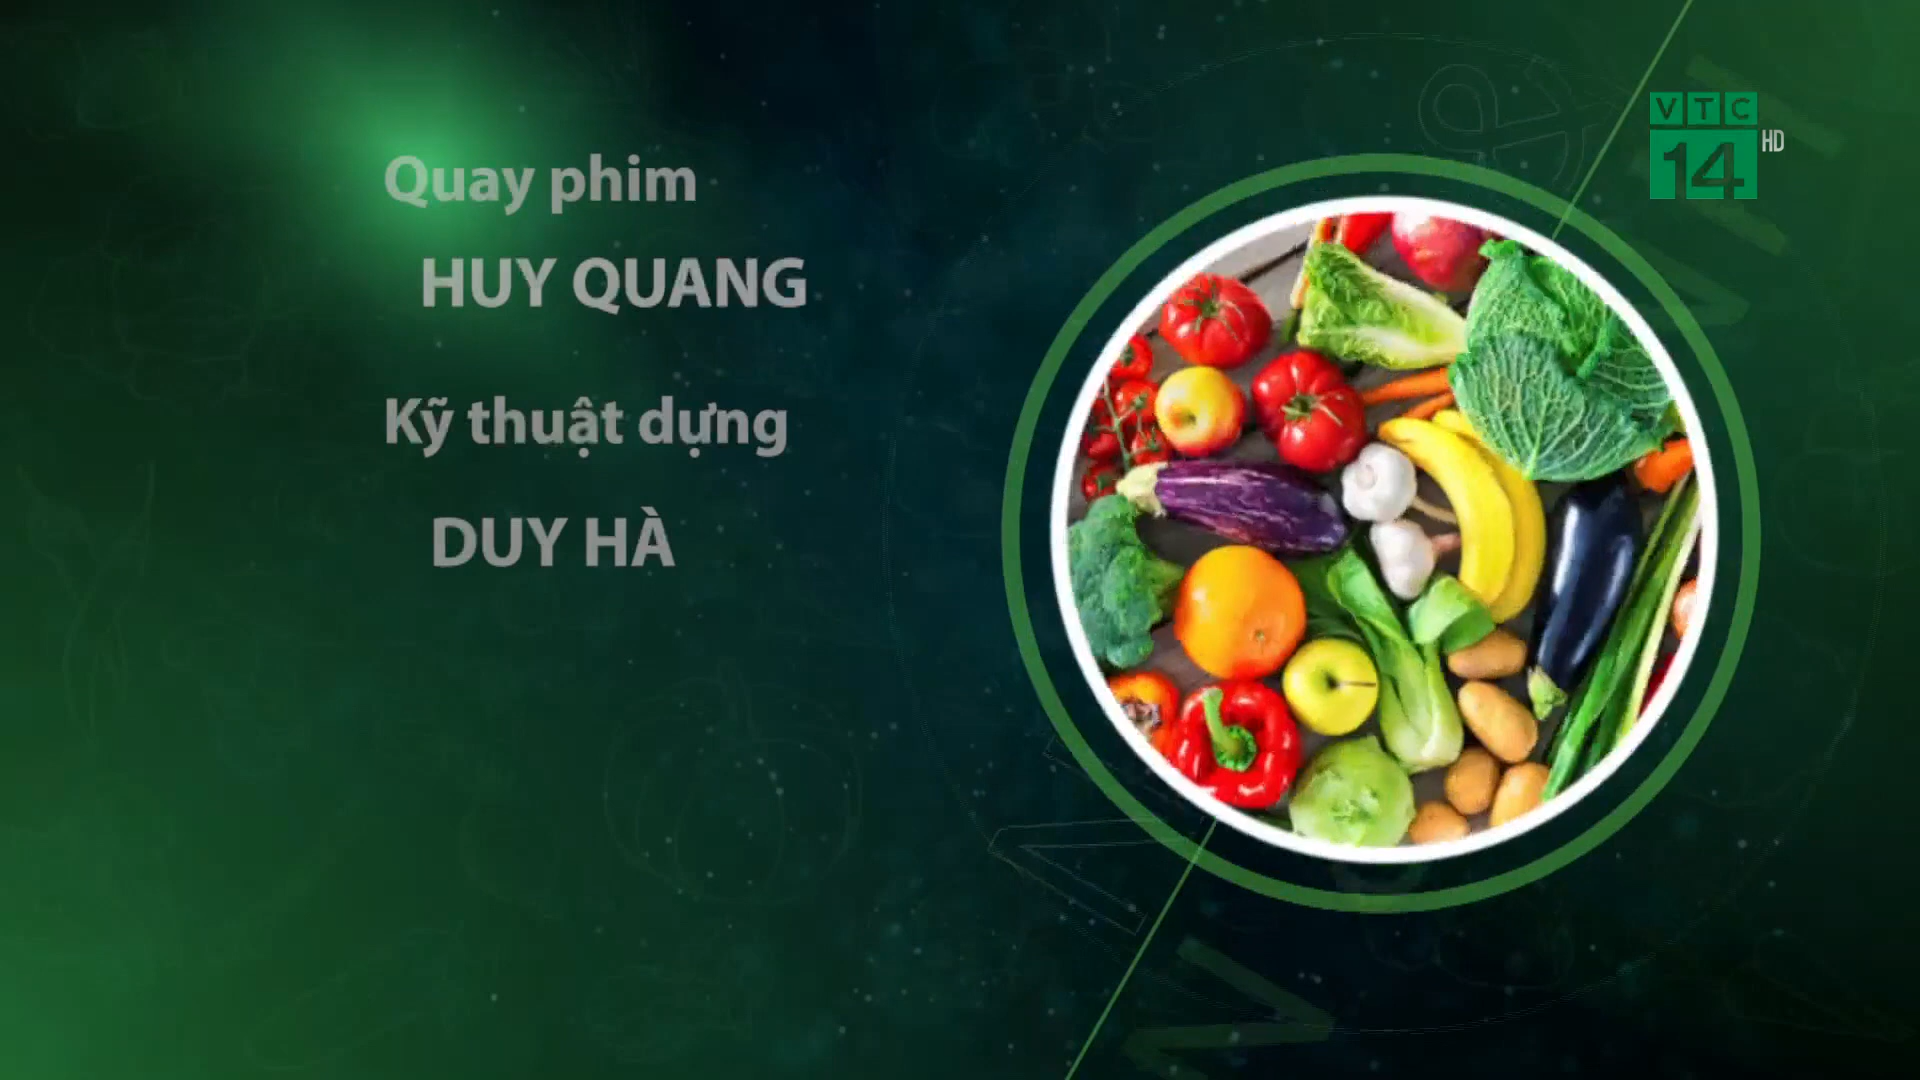 Quay phim
HUY QUANG
Kỹ thuật dựng
DUY HÀ
VTC
14 HD